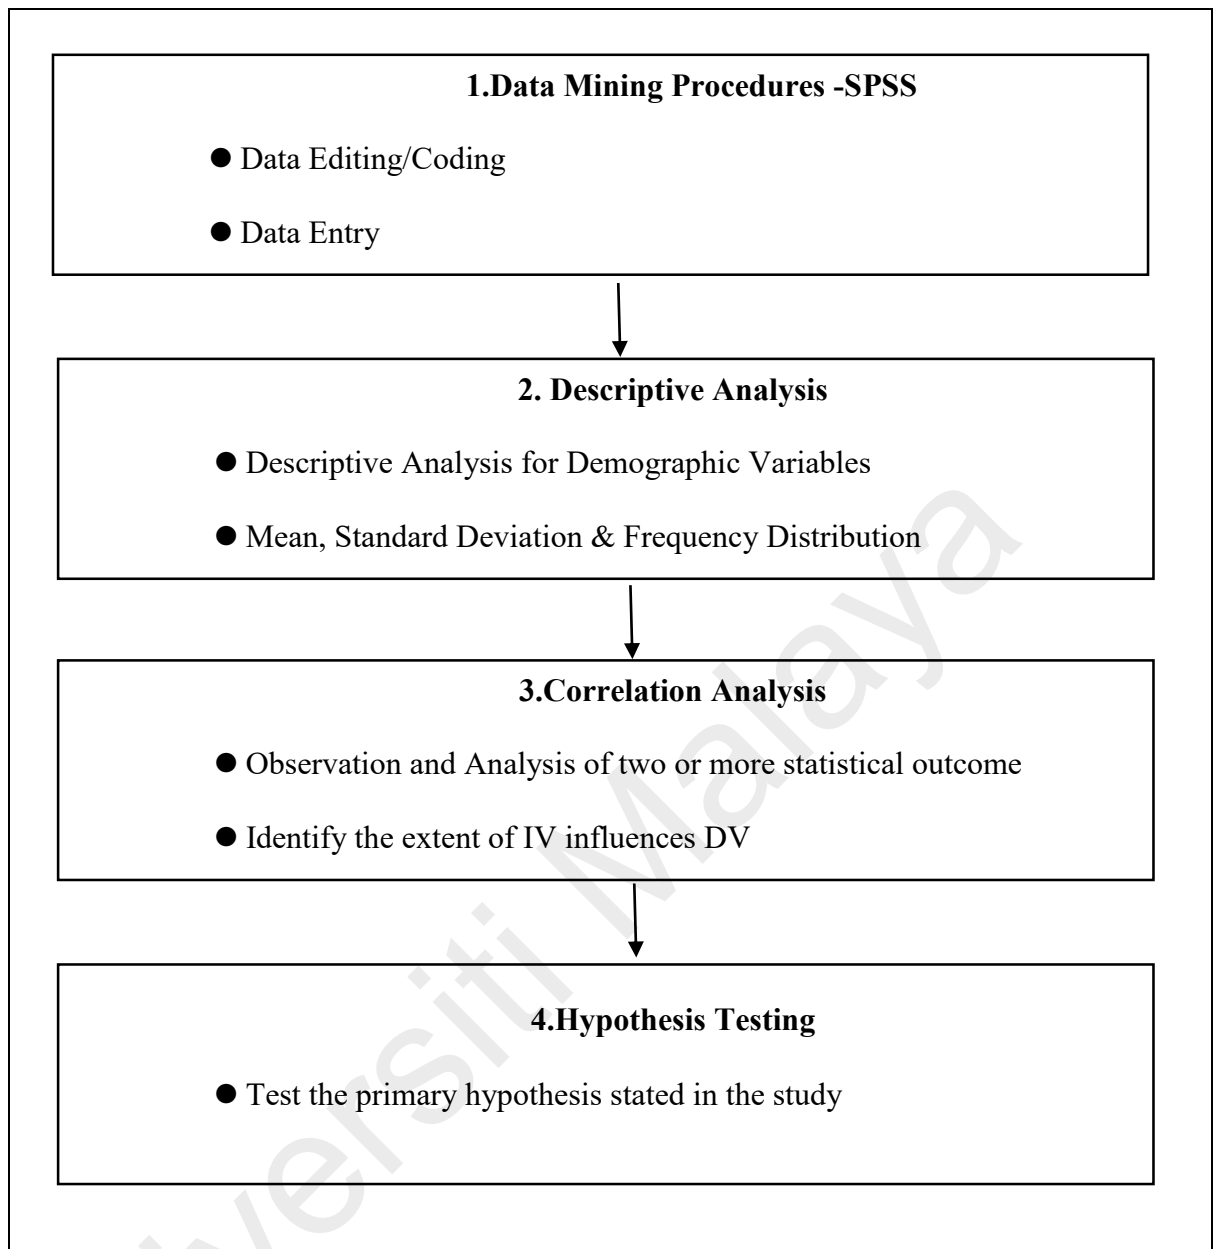 1.Data Mining Procedures -SPSS
● Data Editing/Coding
● Data Entry
2. Descriptive Analysis
● Descriptive Analysis for Demographic Variables
● Mean, Standard Deviation & Frequency Distribution
3.Correlation Analysis
● Observation and Analysis of two or more statistical outcome
● Identify the extent of IV influences DV
4.Hypothesis Testing
● Test the primary hypothesis stated in the study
versiti Malaya